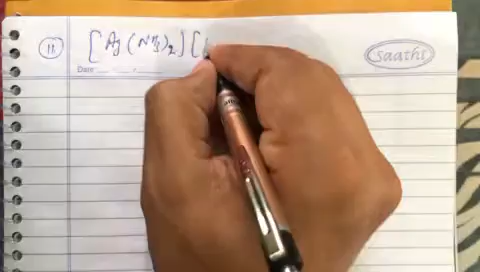 11. [Ag(NH3)2] [
Date
Saathi